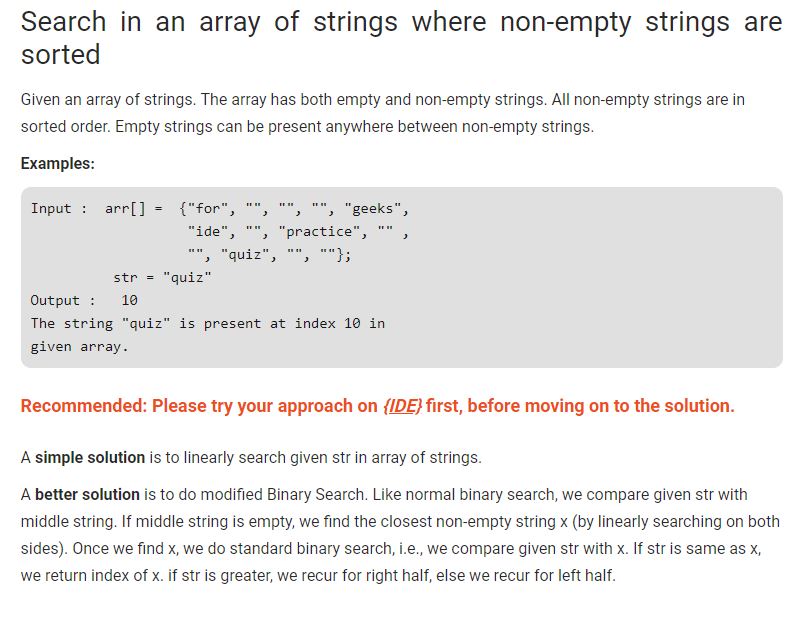 Search in an array of strings where non-empty strings are
sorted
Given an array of strings. The array has both empty and non-empty strings. All non-empty strings are in
sorted order. Empty strings can be present anywhere between non-empty strings.
Examples:
Input :  arr[] =  {"for", "", "", "", "geeks",
"ide", "", "practice", "" ,
"", "quiz", "", ""};
str = "quiz"
Output :   10
The string "quiz" is present at index 10 in
given array.
Recommended: Please try your approach on {IDE} first, before moving on to the solution.
A simple solution is to linearly search given str in array of strings.
A better solution is to do modified Binary Search. Like normal binary search, we compare given str with
middle string. If middle string is empty, we find the closest non-empty string x (by linearly searching on both
sides). Once we find x, we do standard binary search, i.e., we compare given str with x. If str is same as x,
we return index of x. if str is greater, we recur for right half, else we recur for left half.